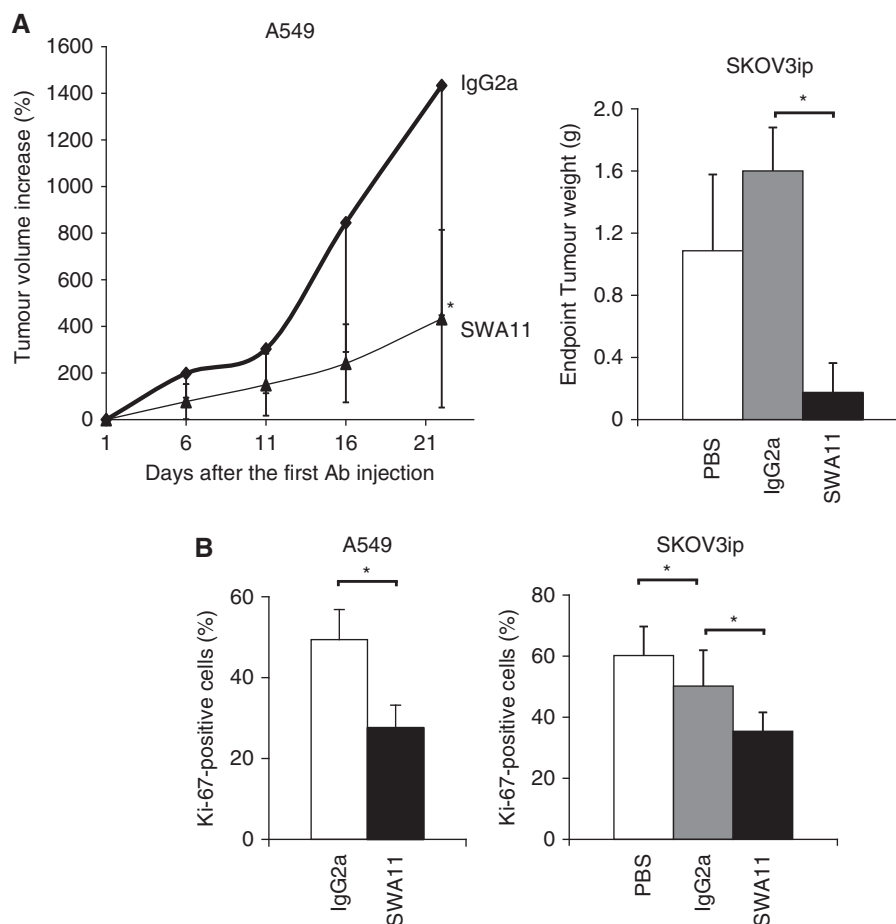 A
A549
Tumour volume increase (%)
1600
1400
1200
1000
800
600
400
200
0
IgG2a
*
SWA11
1 6 11 16 21
Days after the first Ab injection
SKOV3ip
Endpoint Tumour weight (g)
2.0
1.6
1.2
0.8
0.4
0
*
PBS
IgG2a
SWA11
B
A549
Ki-67-positive cells (%)
60
40
20
0
*
IgG2a
SWA11
SKOV3ip
Ki-67-positive cells (%)
80
60
40
20
0
*
*
PBS
IgG2a
SWA11